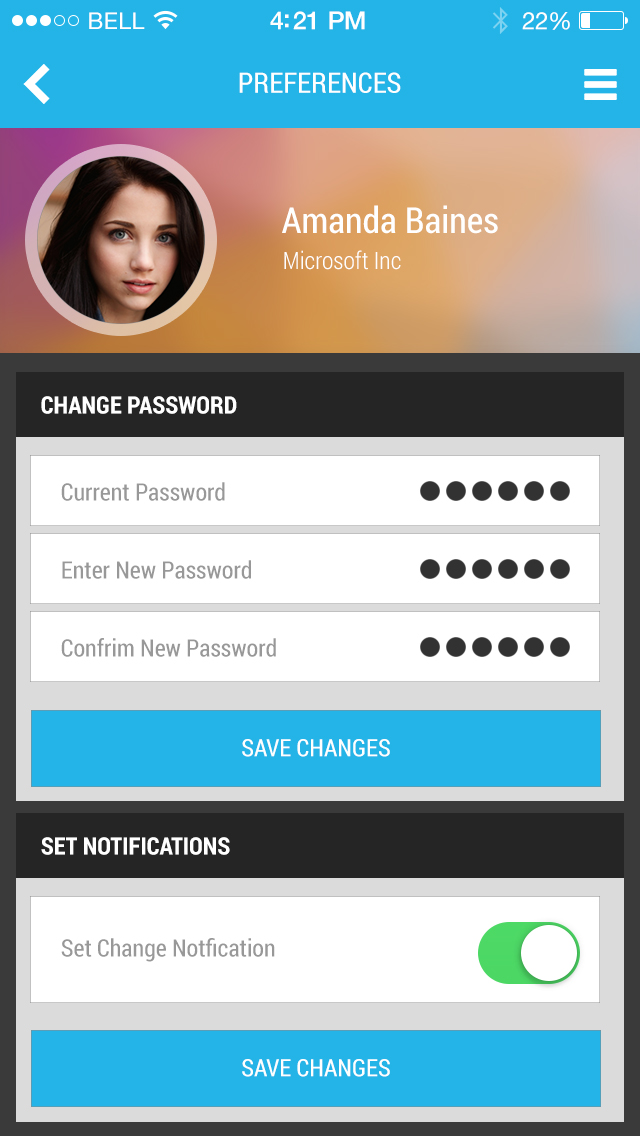 BELL 4:21 PM 22%
PREFERENCES
Amanda Baines
Microsoft Inc
CHANGE PASSWORD
Current Password
Enter New Password
Confrim New Password
SAVE CHANGES
SET NOTIFICATIONS
Set Change Notfication
SAVE CHANGES